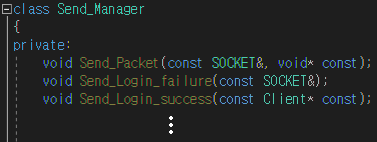 class Send_Manager
{
private:
void Send_Packet(const SOCKET&, void* const);
void Send_Login_failure(const SOCKET&);
void Send_Login_success(const Client* const);